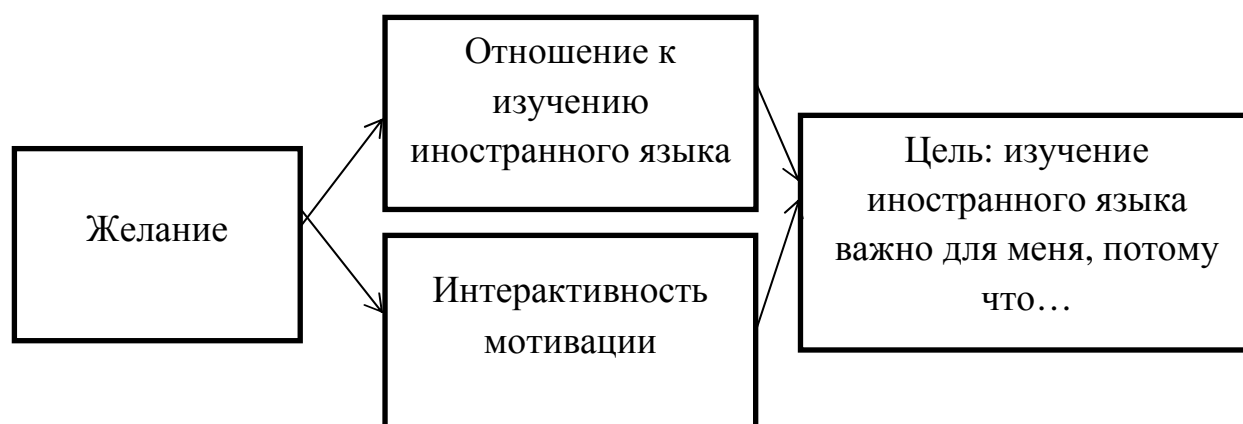 Желание
Отношение к
изучению
иностранного языка
Интерактивность
мотивации
Цель: изучение
иностранного языка
важно для меня, потому
что…